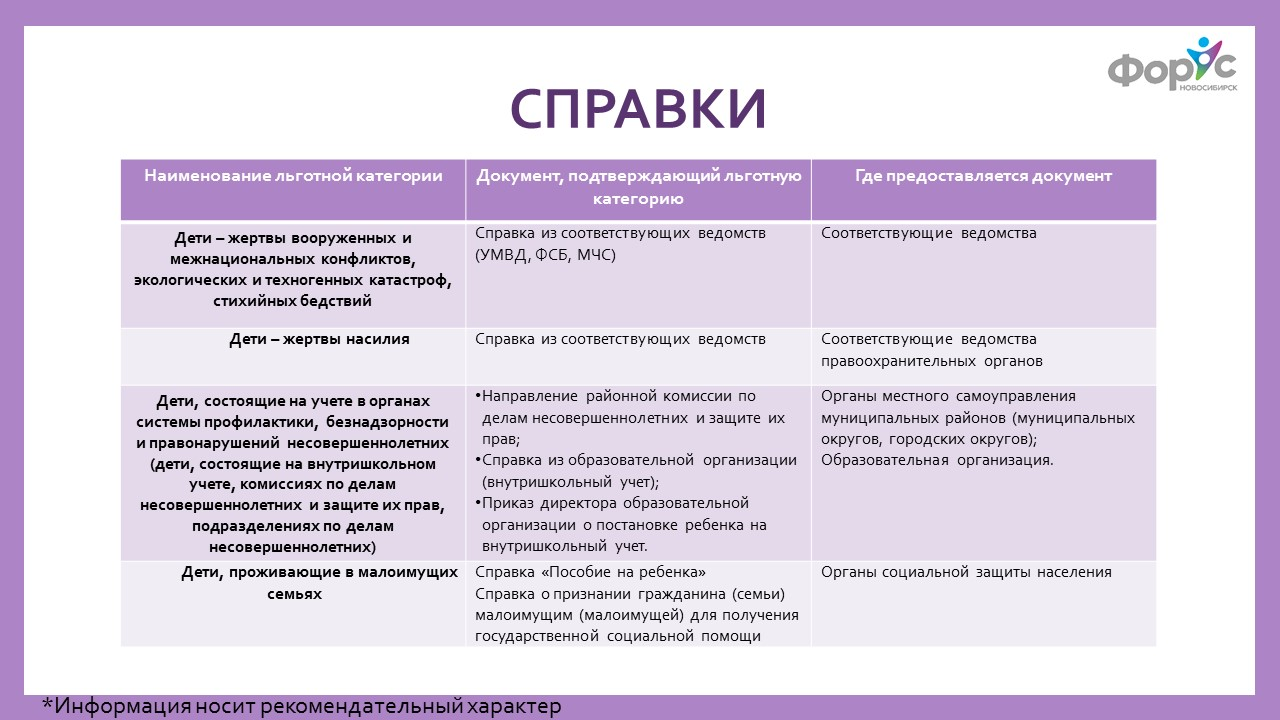 Форус
НОВОСИБИРСК
СПРАВКИ
Наименование льготной категории
Документ, подтверждающий льготную
категорию
Где предоставляется документ
Дети – жертвы вооруженных и
межнациональных конфликтов,
экологических и техногенных катастроф,
стихийных бедствий
Справка из соответствующих ведомств
(УМВД, ФСБ, МЧС)
Соответствующие ведомства
Дети – жертвы насилия
Справка из соответствующих ведомств
Соответствующие ведомства
правоохранительных органов
Дети, состоящие на учете в органах
системы профилактики, безнадзорности
и правонарушений несовершеннолетних
(дети, состоящие на внутришкольном
учете, комиссиях по делам
несовершеннолетних и защите их прав,
подразделениях по делам
несовершеннолетних)
•Направление районной комиссии по
делам несовершеннолетних и защите их
прав;
•Справка из образовательной организации
(внутришкольный учет);
•Приказ директора образовательной
организации о постановке ребенка на
внутришкольный учет.
Органы местного самоуправления
муниципальных районов (муниципальных
округов, городских округов);
Образовательная организация.
Дети, проживающие в малоимущих
семьях
Справка «Пособие на ребенка»
Справка о признании гражданина (семьи)
малоимущим (малоимущей) для получения
государственной социальной помощи
Органы социальной защиты населения
*Информация носит рекомендательный характер